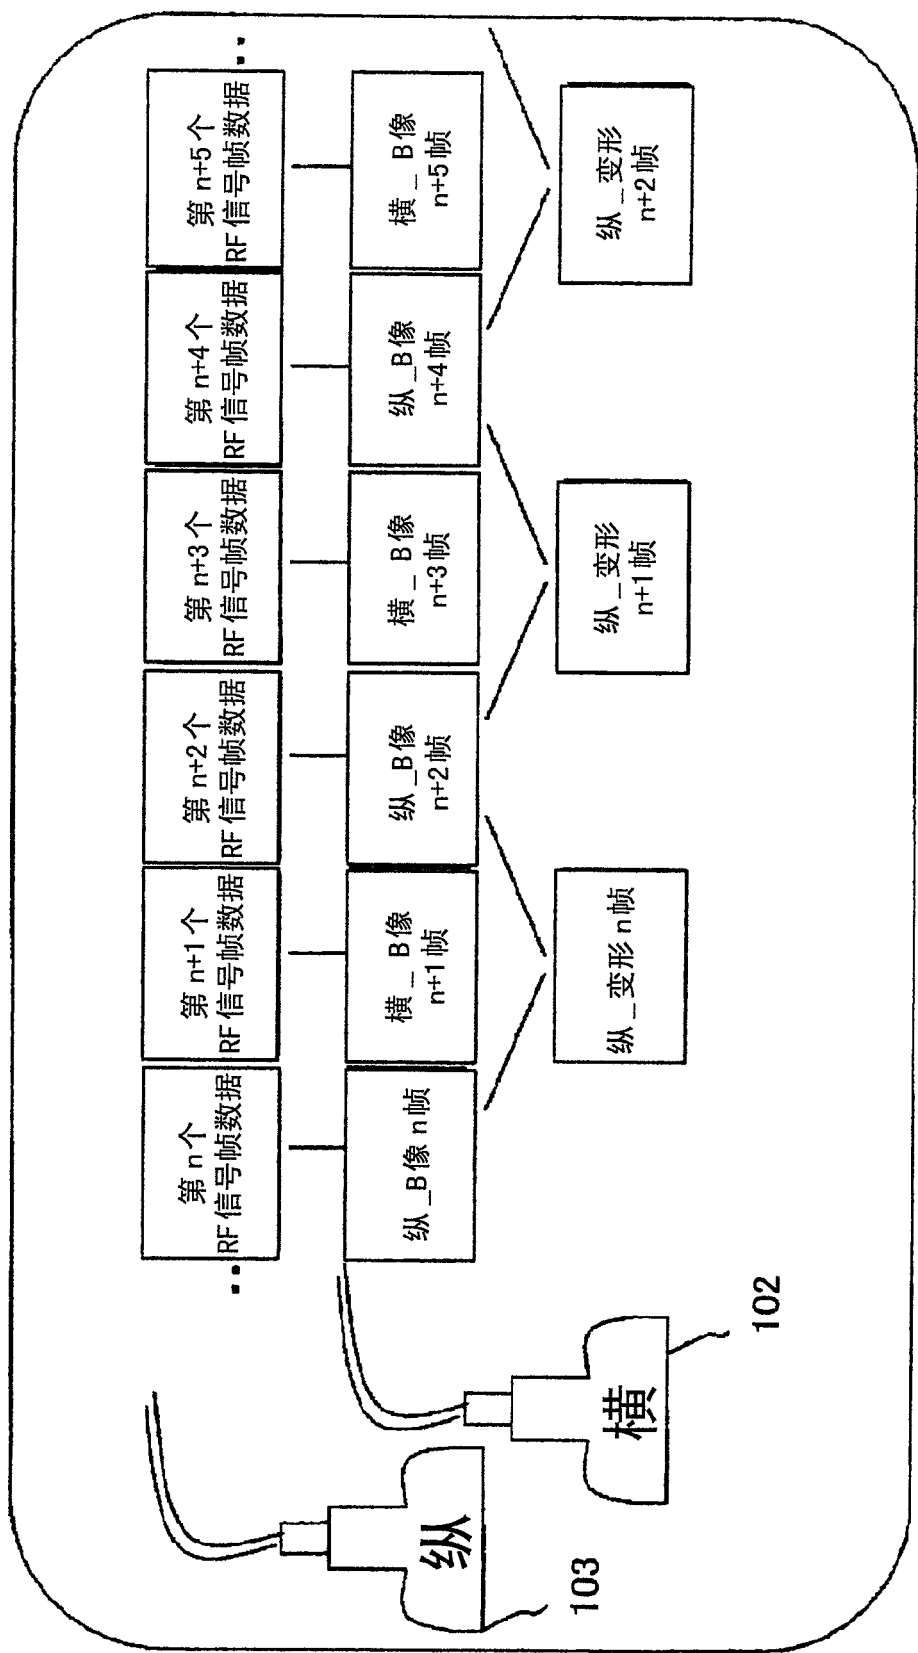 第 n 个
RF 信号帧数据
第 n+1 个
RF 信号帧数据
第 n+2 个
RF 信号帧数据
第 n+3 个
RF 信号帧数据
第 n+4 个
RF 信号帧数据
第 n+5 个
RF 信号帧数据
纵_B像 n 帧
横_B像
n+1帧
纵_B像
n+2帧
横_B像
n+3帧
纵_B像
n+4帧
横_B像
n+5帧
纵_变形 n 帧
纵_变形
n+1帧
纵_变形
n+2帧
纵
103
横
102